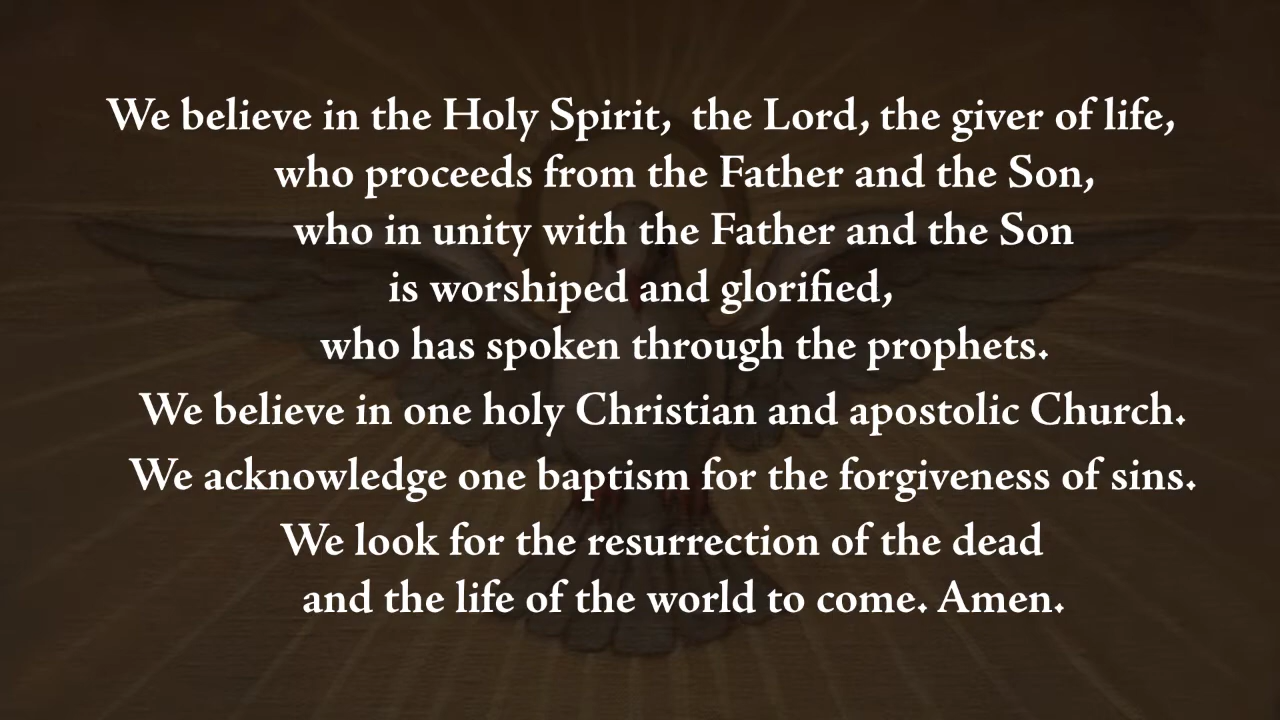 We believe in the Holy Spirit, the Lord, the giver of life,
who proceeds from the Father and the Son,
who in unity with the Father and the Son
is worshiped and glorified,
who has spoken through the prophets.
We believe in one holy Christian and apostolic Church.
We acknowledge one baptism for the forgiveness of sins.
We look for the resurrection of the dead
and the life of the world to come. Amen.